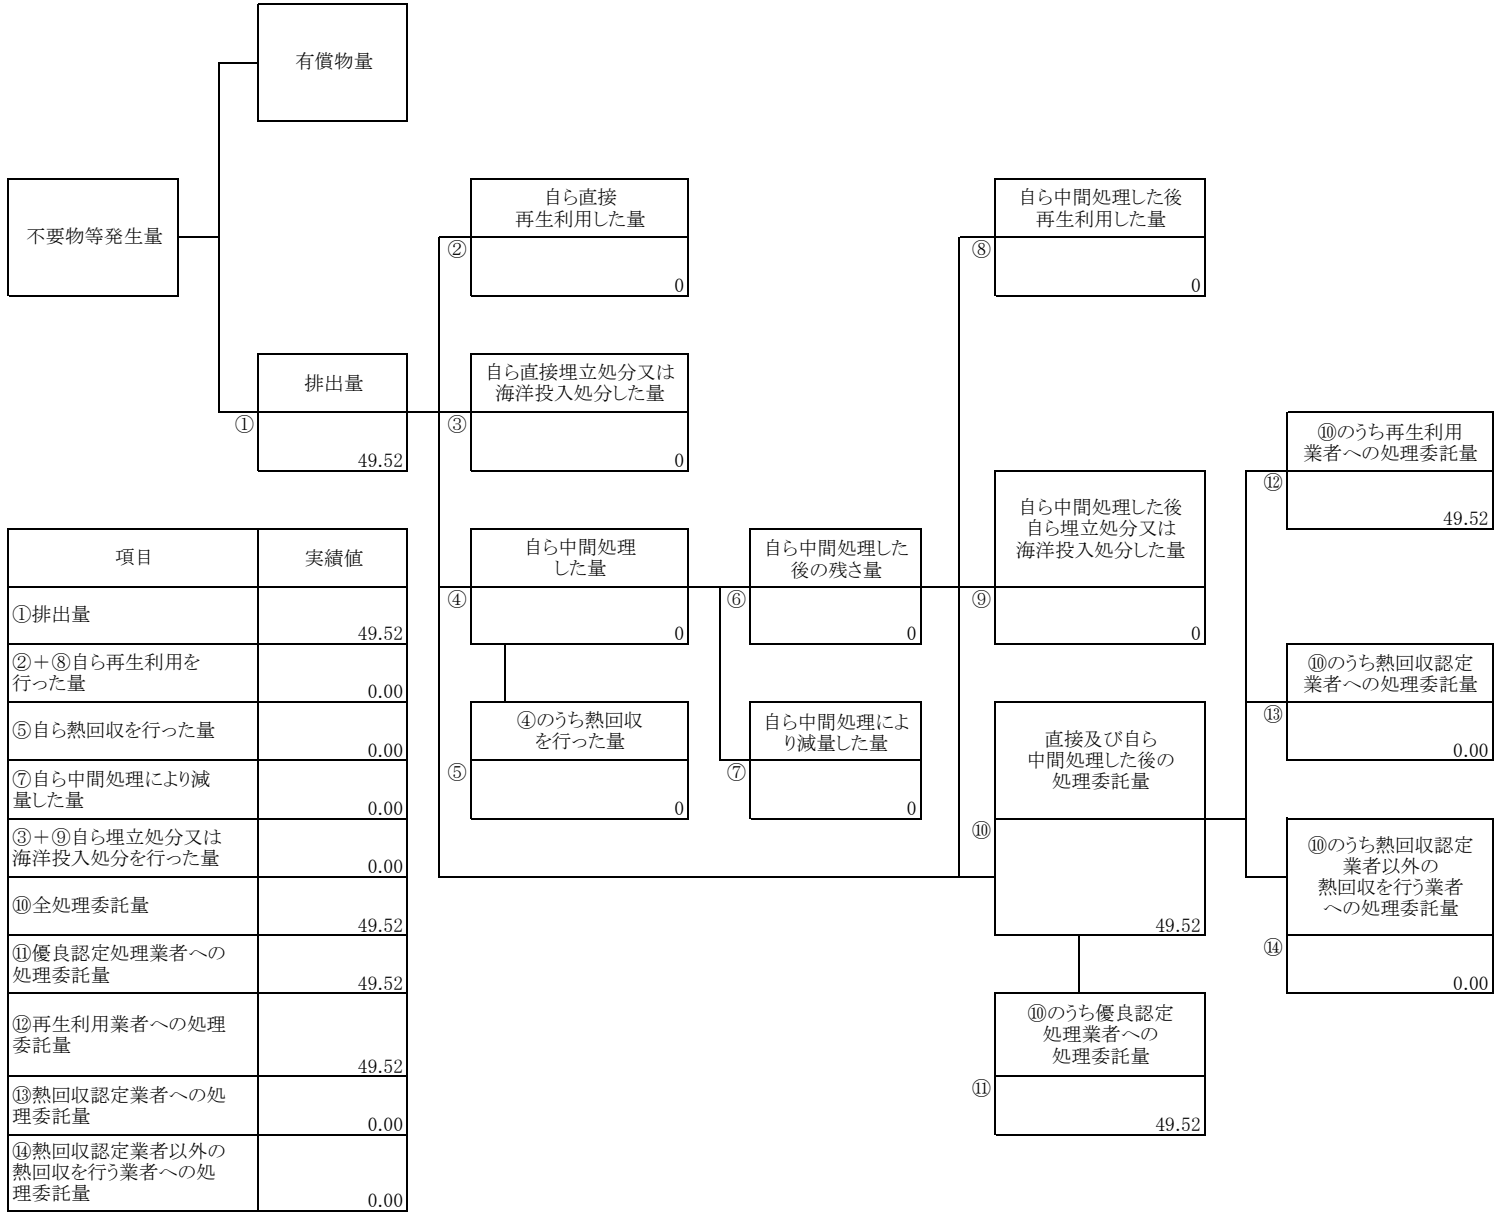 有償物量
不要物等発生量
自ら直接
再生利用した量
②
0
自ら中間処理した後
再生利用した量
⑧
0
排出量
①
49.52
自ら直接埋立処分又は
海洋投入処分した量
③
0
⑩のうち再生利用
業者への処理委託量
⑫
49.52
自ら中間処理
した量
④
0
自ら中間処理した
後の残さ量
⑥
0
自ら中間処理した後
自ら埋立処分又は
海洋投入処分した量
⑨
0
⑩のうち熱回収認定
業者への処理委託量
⑬
0.00
④のうち熱回収
を行った量
⑤
0
自ら中間処理によ
り減量した量
⑦
0
直接及び自ら
中間処理した後の
処理委託量
⑩
49.52
⑩のうち熱回収認定
業者以外の
熱回収を行う業者
への処理委託量
⑭
0.00
⑩のうち優良認定
処理業者への
処理委託量
⑪
49.52
項目 実績値
①排出量
49.52
②＋⑧自ら再生利用を
行った量
0.00
⑤自ら熱回収を行った量
0.00
⑦自ら中間処理により減
量した量
0.00
③＋⑨自ら埋立処分又は
海洋投入処分を行った量
0.00
⑩全処理委託量
49.52
⑪優良認定処理業者への
処理委託量
49.52
⑫再生利用業者への処理
委託量
49.52
⑬熱回収認定業者への処
理委託量
0.00
⑭熱回収認定業者以外の
熱回収を行う業者への処
理委託量
0.00